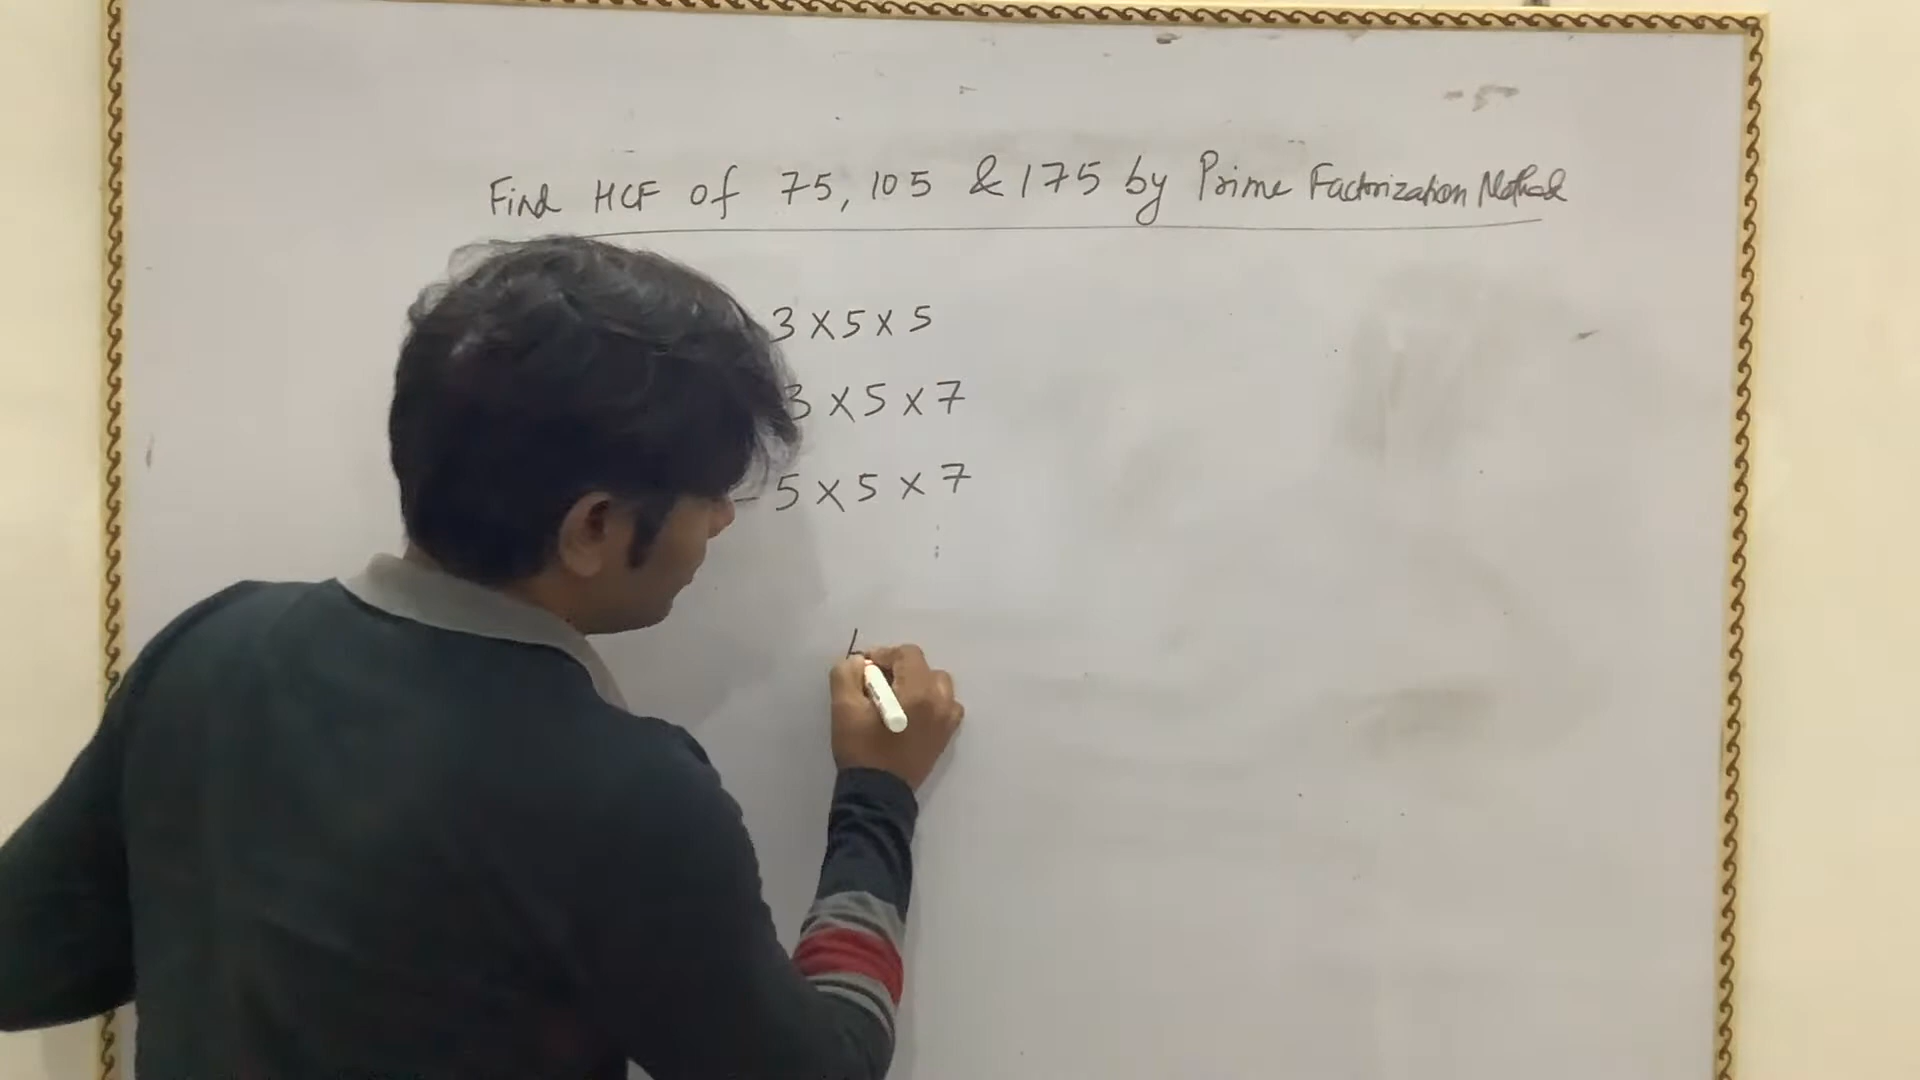 Find HCF of 75, 105 & 175 by Prime Factorization Method
3 × 5 × 5
3 × 5 × 7
- 5 × 5 × 7